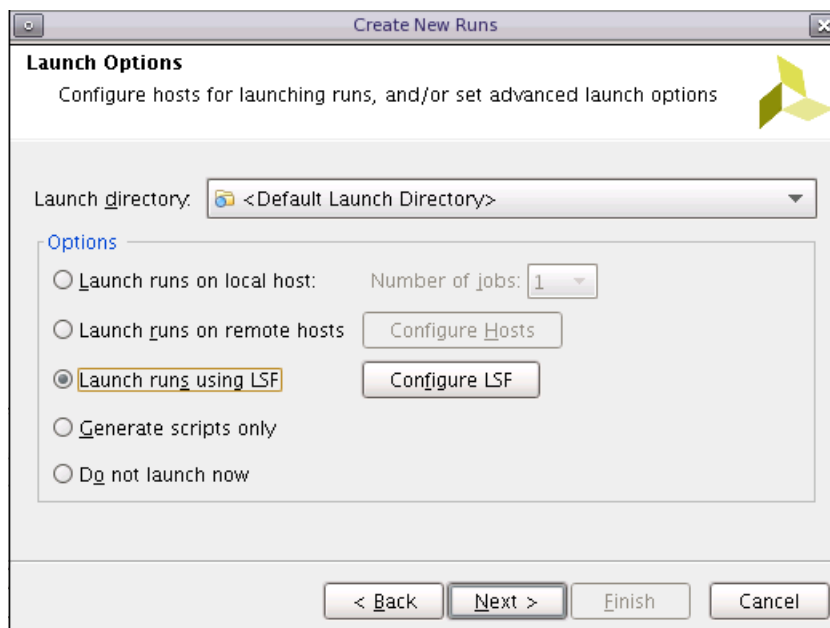 Create New Runs
Launch Options
Configure hosts for launching runs, and/or set advanced launch options
Launch directory: <Default Launch Directory>
Options
Launch runs on local host: Number of jobs: 1
Launch runs on remote hosts Configure Hosts
Launch runs using LSF Configure LSF
Generate scripts only
Do not launch now
< Back Next > Finish Cancel